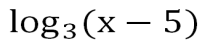 log₃(x − 5)